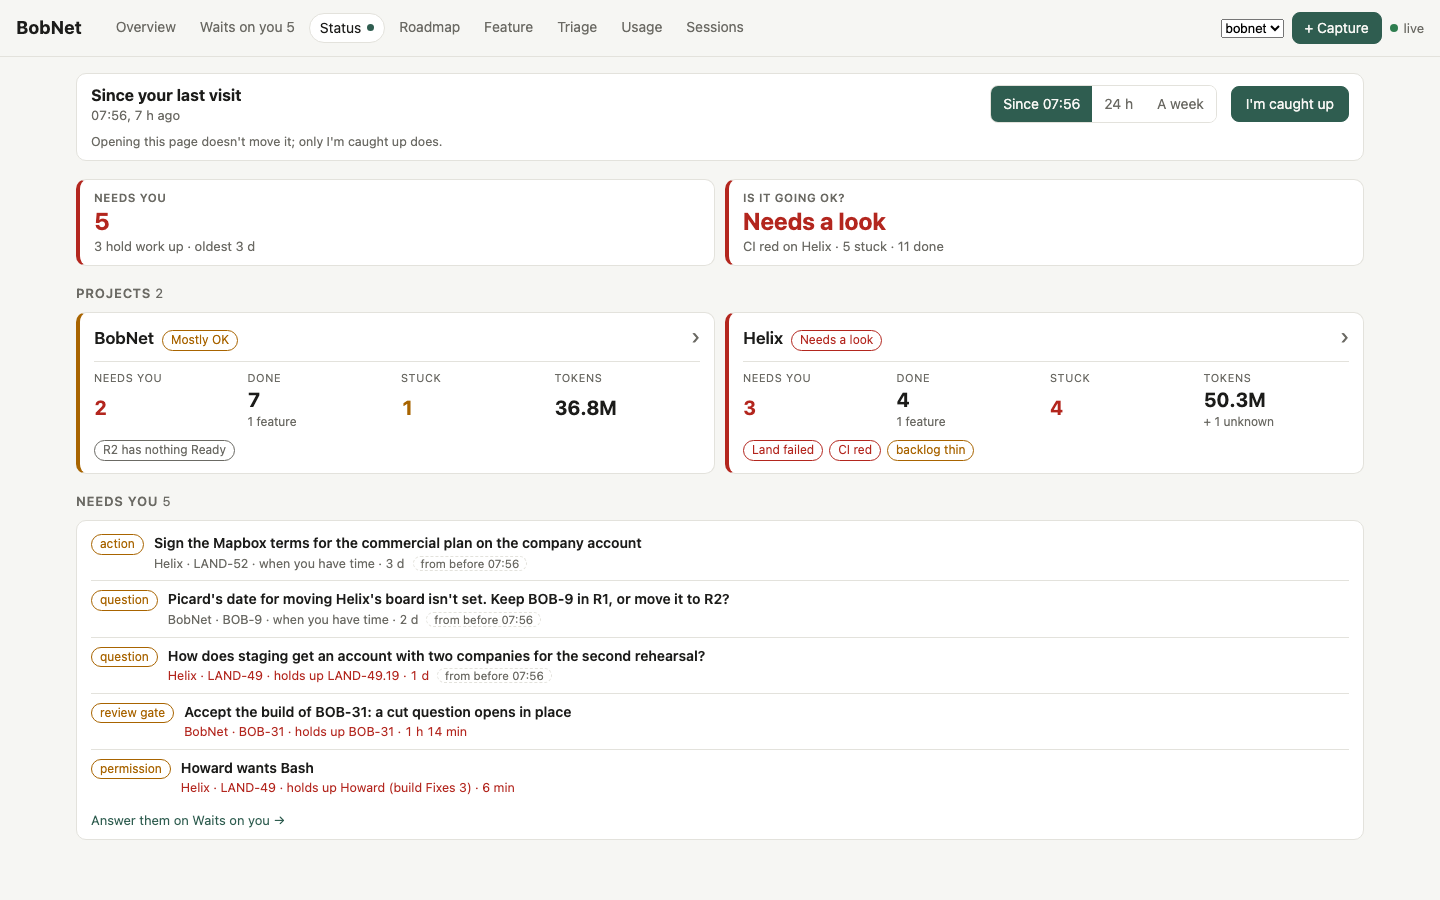 BobNet
Overview
Waits on you 5
Status
Roadmap
Feature
Triage
Usage
Sessions
bobnet
+ Capture
live
Since your last visit
07:56, 7 h ago
Opening this page doesn't move it; only I'm caught up does.
Since 07:56
24 h
A week
I'm caught up
NEEDS YOU
5
3 hold work up · oldest 3 d
IS IT GOING OK?
Needs a look
CI red on Helix · 5 stuck · 11 done
PROJECTS 2
BobNet
Mostly OK
NEEDS YOU
2
DONE
7
1 feature
STUCK
1
TOKENS
36.8M
R2 has nothing Ready
Helix
Needs a look
NEEDS YOU
3
DONE
4
1 feature
STUCK
4
TOKENS
50.3M
+ 1 unknown
Land failed
CI red
backlog thin
NEEDS YOU 5
action
Sign the Mapbox terms for the commercial plan on the company account
Helix · LAND-52 · when you have time · 3 d
from before 07:56
question
Picard's date for moving Helix's board isn't set. Keep BOB-9 in R1, or move it to R2?
BobNet · BOB-9 · when you have time · 2 d
from before 07:56
question
How does staging get an account with two companies for the second rehearsal?
Helix · LAND-49 · holds up LAND-49.19 · 1 d
from before 07:56
review gate
Accept the build of BOB-31: a cut question opens in place
BobNet · BOB-31 · holds up BOB-31 · 1 h 14 min
permission
Howard wants Bash
Helix · LAND-49 · holds up Howard (build Fixes 3) · 6 min
Answer them on Waits on you →